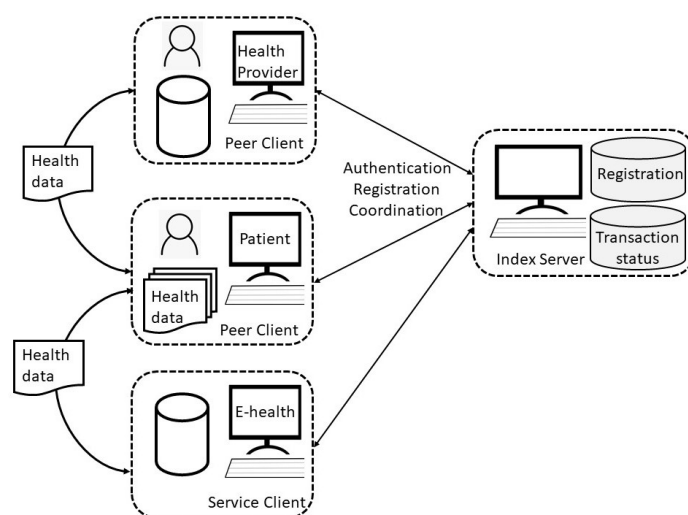 Health
Provider
Peer Client
Health
data
Authentication
Registration
Coordination
Registration
Transaction
status
Index Server
Patient
Health
data
Peer Client
Health
data
E-health
Service Client